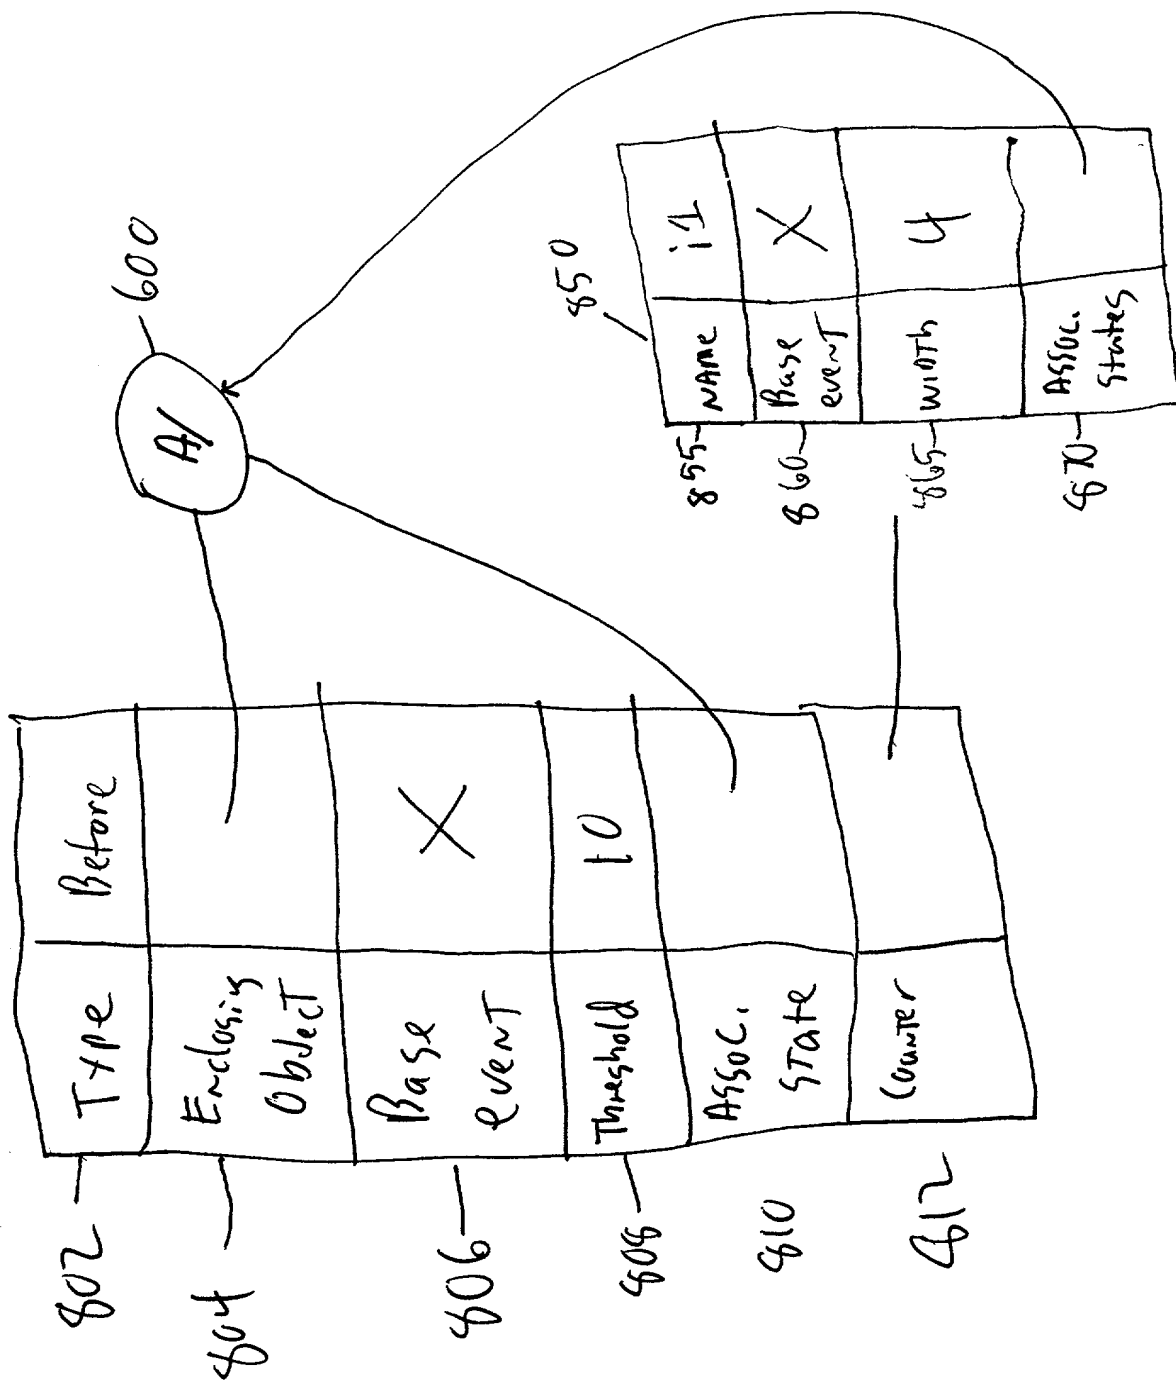 802 Type Before
804 Enclosing
Object
806 Base
event X
808 Threshold 10
810 Assoc.
State
812 Counter
A1
600
850
855 NAMe i1
860 Base
event X
865 WIDTh 4
870 Assoc.
States